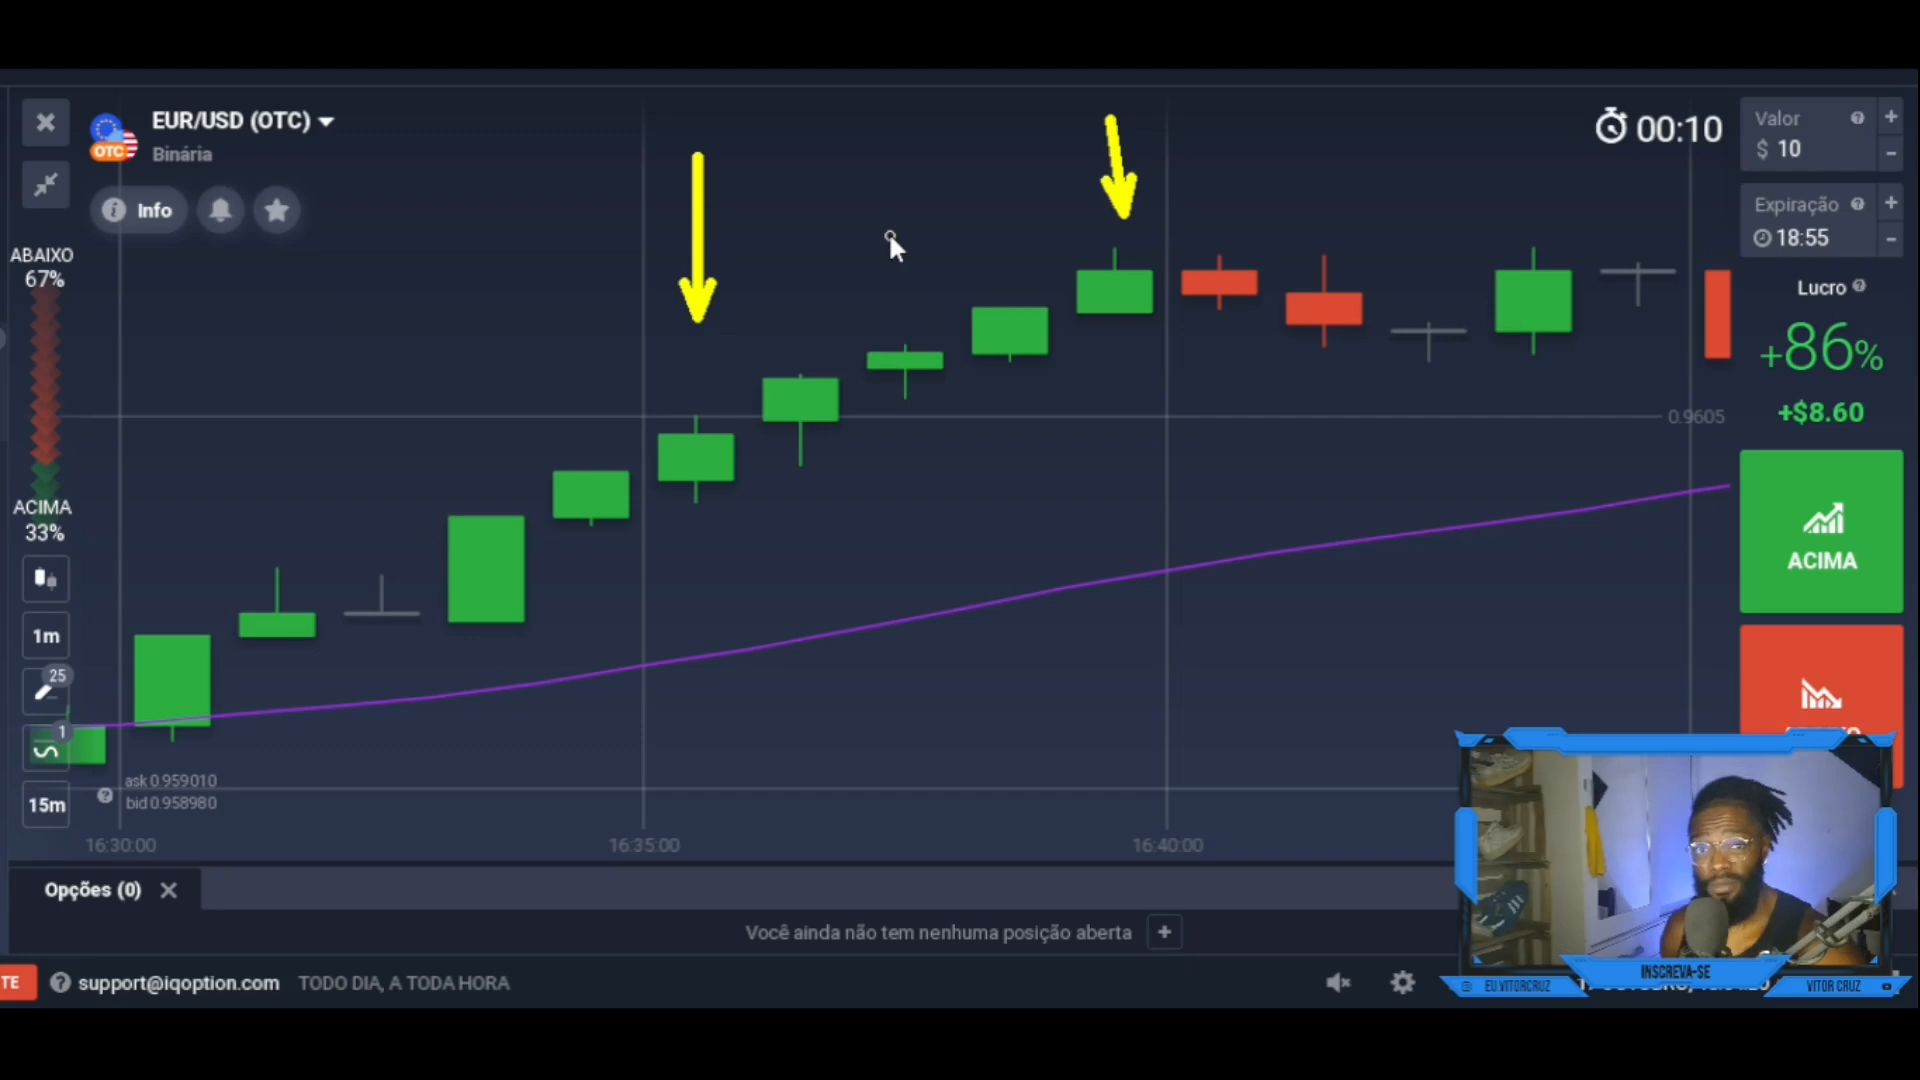 EUR/USD (OTC)
OTC
Binária
Info
00:10
Valor
$ 10
Expiração
18:55
Lucro
+86%
+$8.60
ACIMA
ABAIXO
67%
ACIMA
33%
0.9605
1m
25
1
15m
ask 0.959010
bid 0.958980
16:30:00
16:35:00
16:40:00
Opções (0)
Você ainda não tem nenhuma posição aberta
TE
support@iqoption.com
TODO DIA, A TODA HORA
INSCREVA-SE
EU.VITORCRUZ
VITOR CRUZ